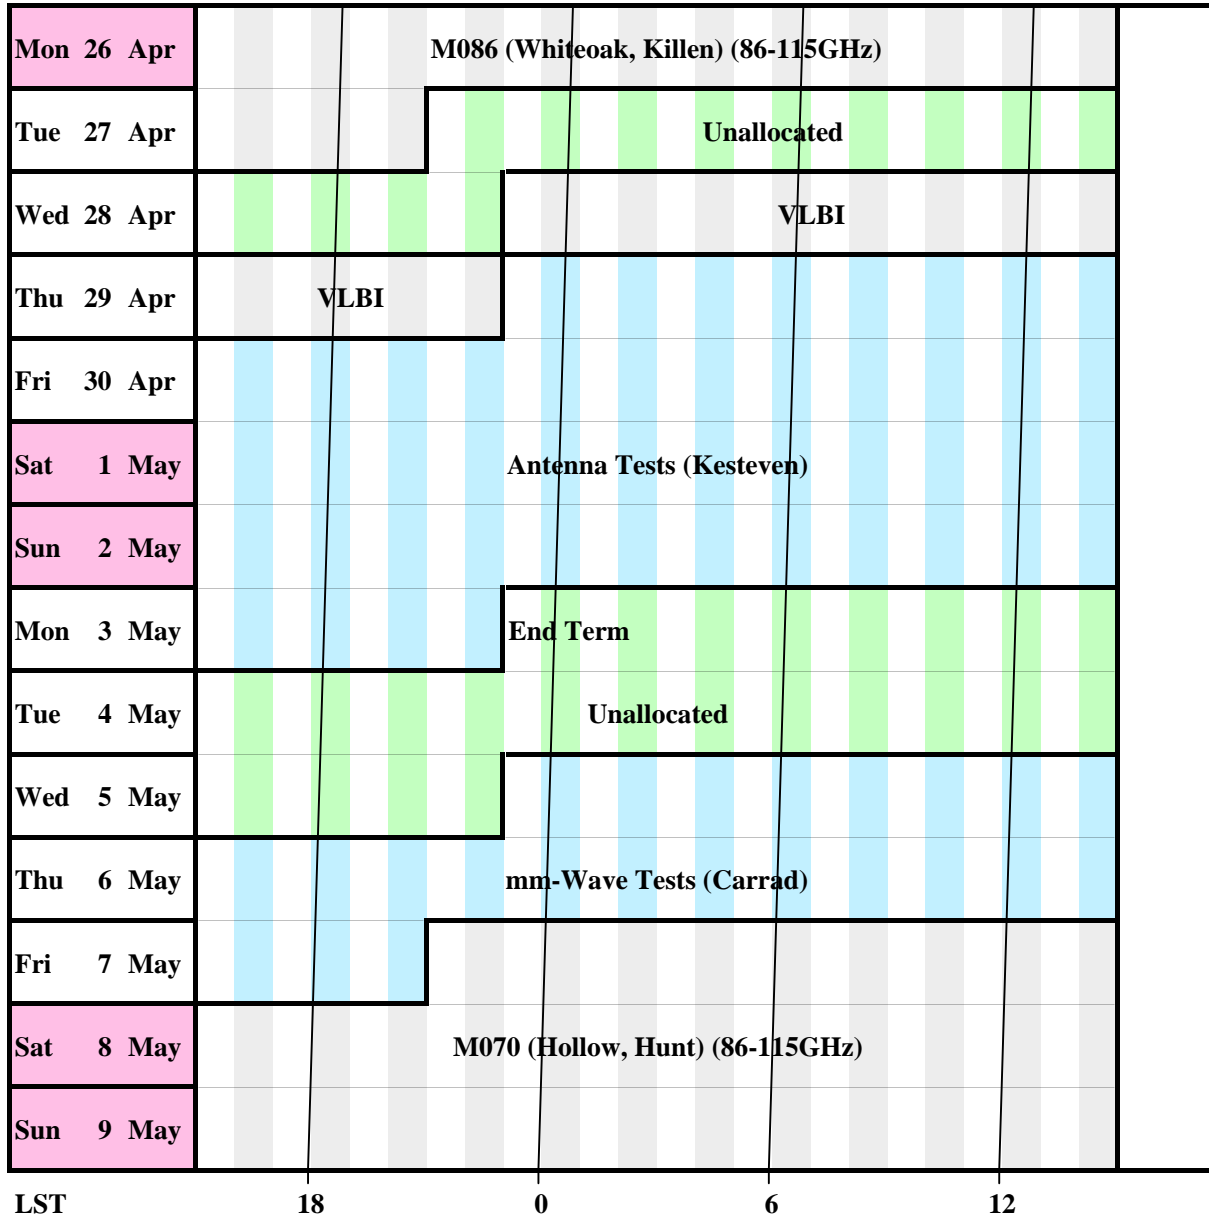 Mon 26 Apr M086 (Whiteoak, Killen) (86-115GHz)
Tue 27 Apr Unallocated
Wed 28 Apr VLBI
Thu 29 Apr VLBI
Fri 30 Apr
Sat 1 May Antenna Tests (Kesteven)
Sun 2 May
Mon 3 May End Term
Tue 4 May Unallocated
Wed 5 May
Thu 6 May mm-Wave Tests (Carrad)
Fri 7 May
Sat 8 May M070 (Hollow, Hunt) (86-115GHz)
Sun 9 May
LST 18 0 6 12